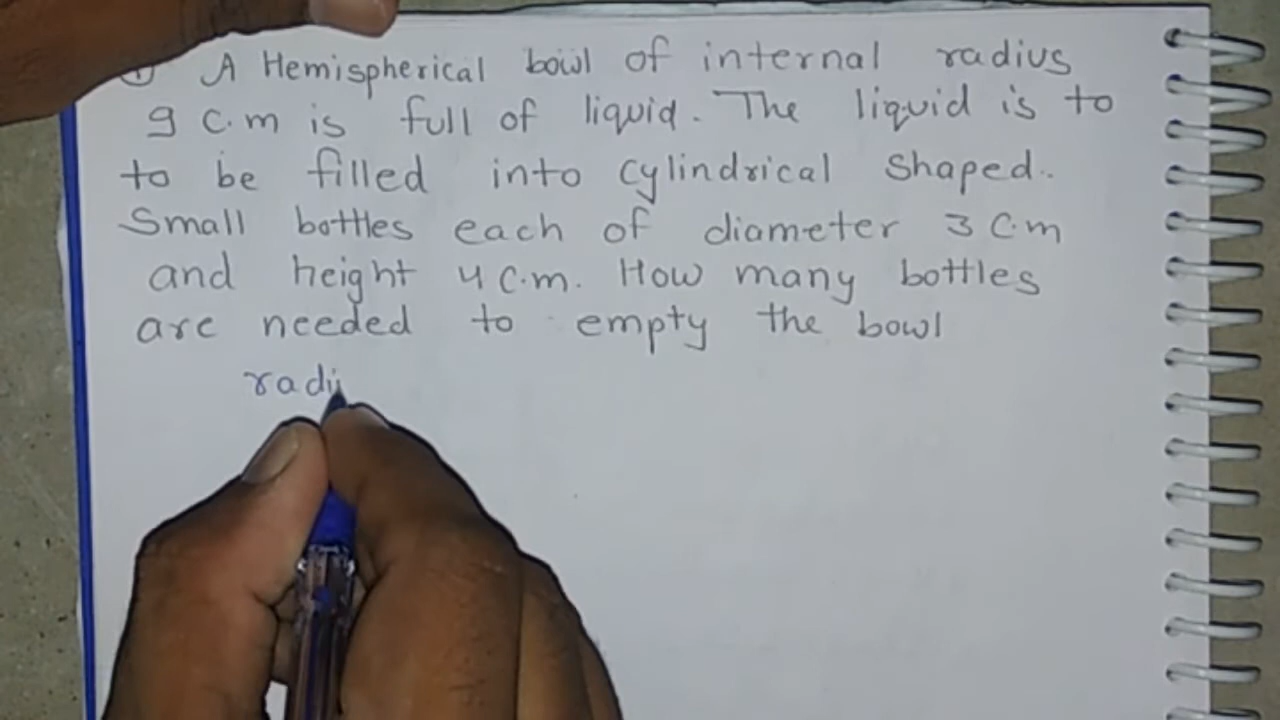 ① A Hemispherical bowl of internal radius
9 c.m is full of liquid. The liquid is to
to be filled into cylindrical shaped.
Small bottles each of diameter 3 c.m
and height 4 c.m. How many bottles
are needed to empty the bowl
radi